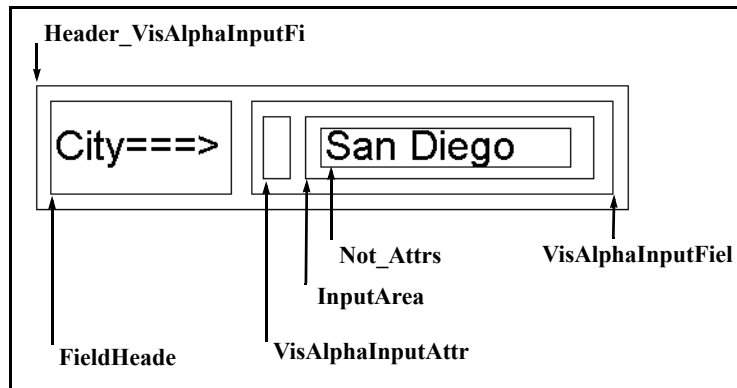 Header_VisAlphaInputFi
City===>
San Diego
Not_Attrs
VisAlphaInputFiel
InputArea
FieldHeade
VisAlphaInputAttr